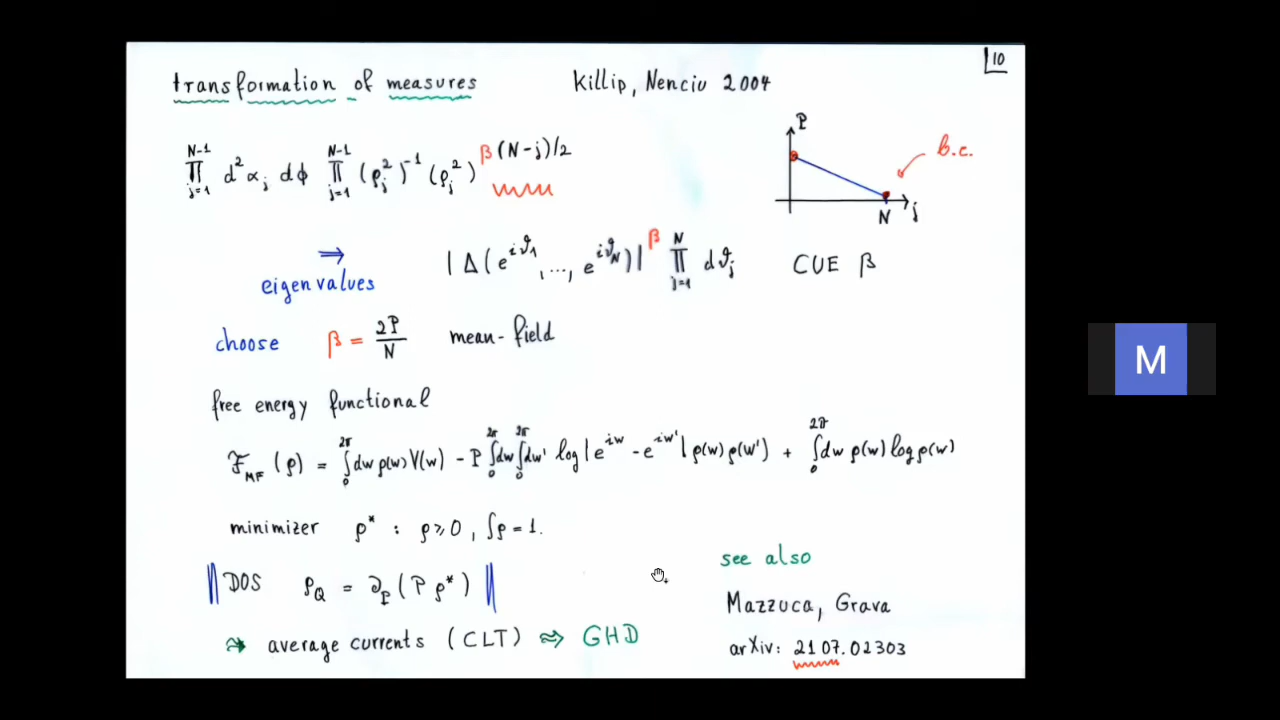 10
transformation of measures Killip, Nenciu 2004
∏_{j=1}^{N-1} d²α_j dϕ ∏_{j=1}^{N-1} (ρ_j²)^{-1} (ρ_j²)^{β(N-j)/2}
P
b.c.
N j
⇒ eigenvalues |Δ(e^{iϑ_1}, ..., e^{iϑ_N})|^β ∏_{j=1}^{N} dϑ_j CUE β
choose β = 2P/N mean-field
free energy functional
ℱ_MF(ρ) = ∫_0^{2π} dw ρ(w) V(w) - P ∫_0^{2π} dw ∫_0^{2π} dw' log|e^{iw} - e^{iw'}| ρ(w) ρ(w') + ∫_0^{2π} dw ρ(w) log ρ(w)
minimizer ρ* : ρ ≥ 0, ∫ρ = 1.
DOS ρ_Q = ∂_P (P ρ*)
⇝ average currents (CLT) ⇝ GHD
see also
Mazzuca, Grava
arXiv: 2107.02303
M